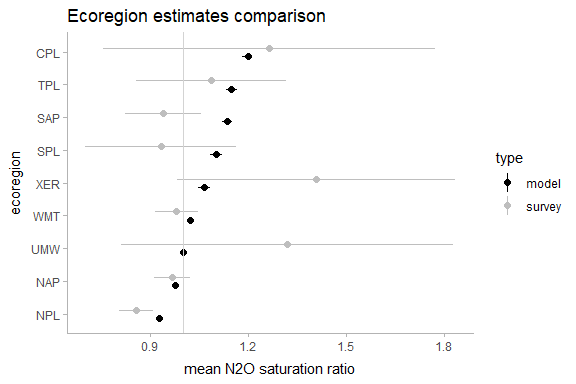 Ecoregion estimates comparison
CPL
TPL
SAP
SPL
XER
WMT
UMW
NAP
NPL
ecoregion
0.9 1.2 1.5 1.8
mean N2O saturation ratio
type
model
survey